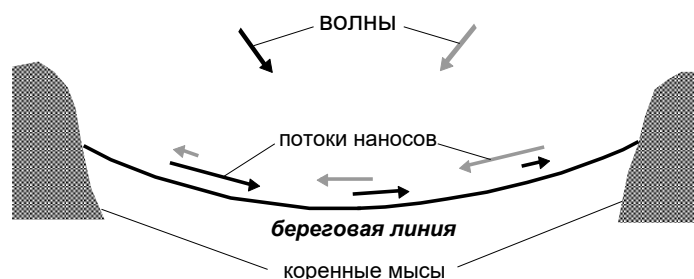 волны
потоки наносов
береговая линия
коренные мысы